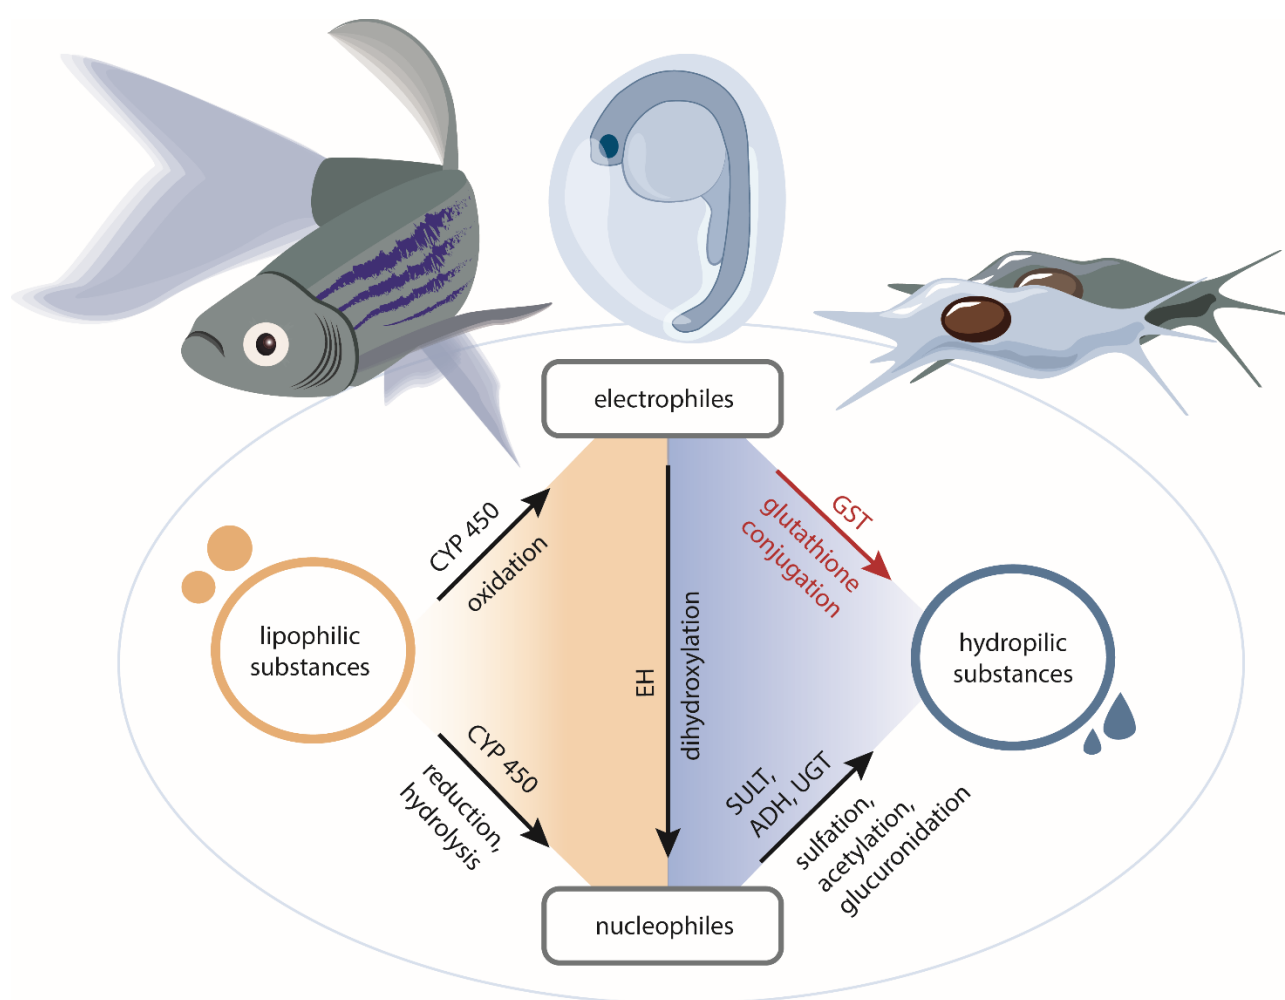 electrophiles
CYP 450
oxidation
GST
glutathione
conjugation
lipophilic
substances
EH
dihydroxylation
hydropilic
substances
CYP 450
reduction,
hydrolysis
SULT,
ADH, UGT
sulfation,
acetylation,
glucuronidation
nucleophiles